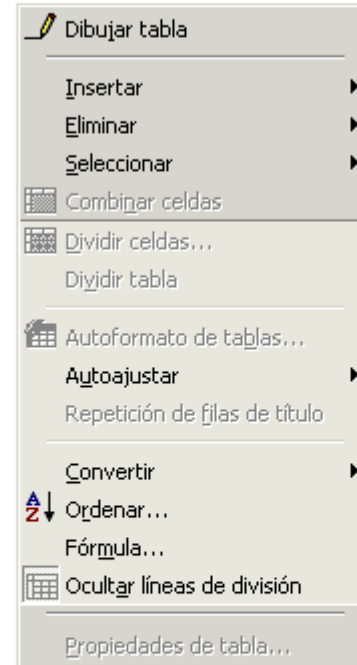 Dibujar tabla
Insertar
Eliminar
Seleccionar
Combinar celdas
Dividir celdas...
Dividir tabla
Autoformato de tablas...
Autoajustar
Repetición de filas de título
Convertir
Ordenar...
Fórmula...
Ocultar líneas de división
Propiedades de tabla...